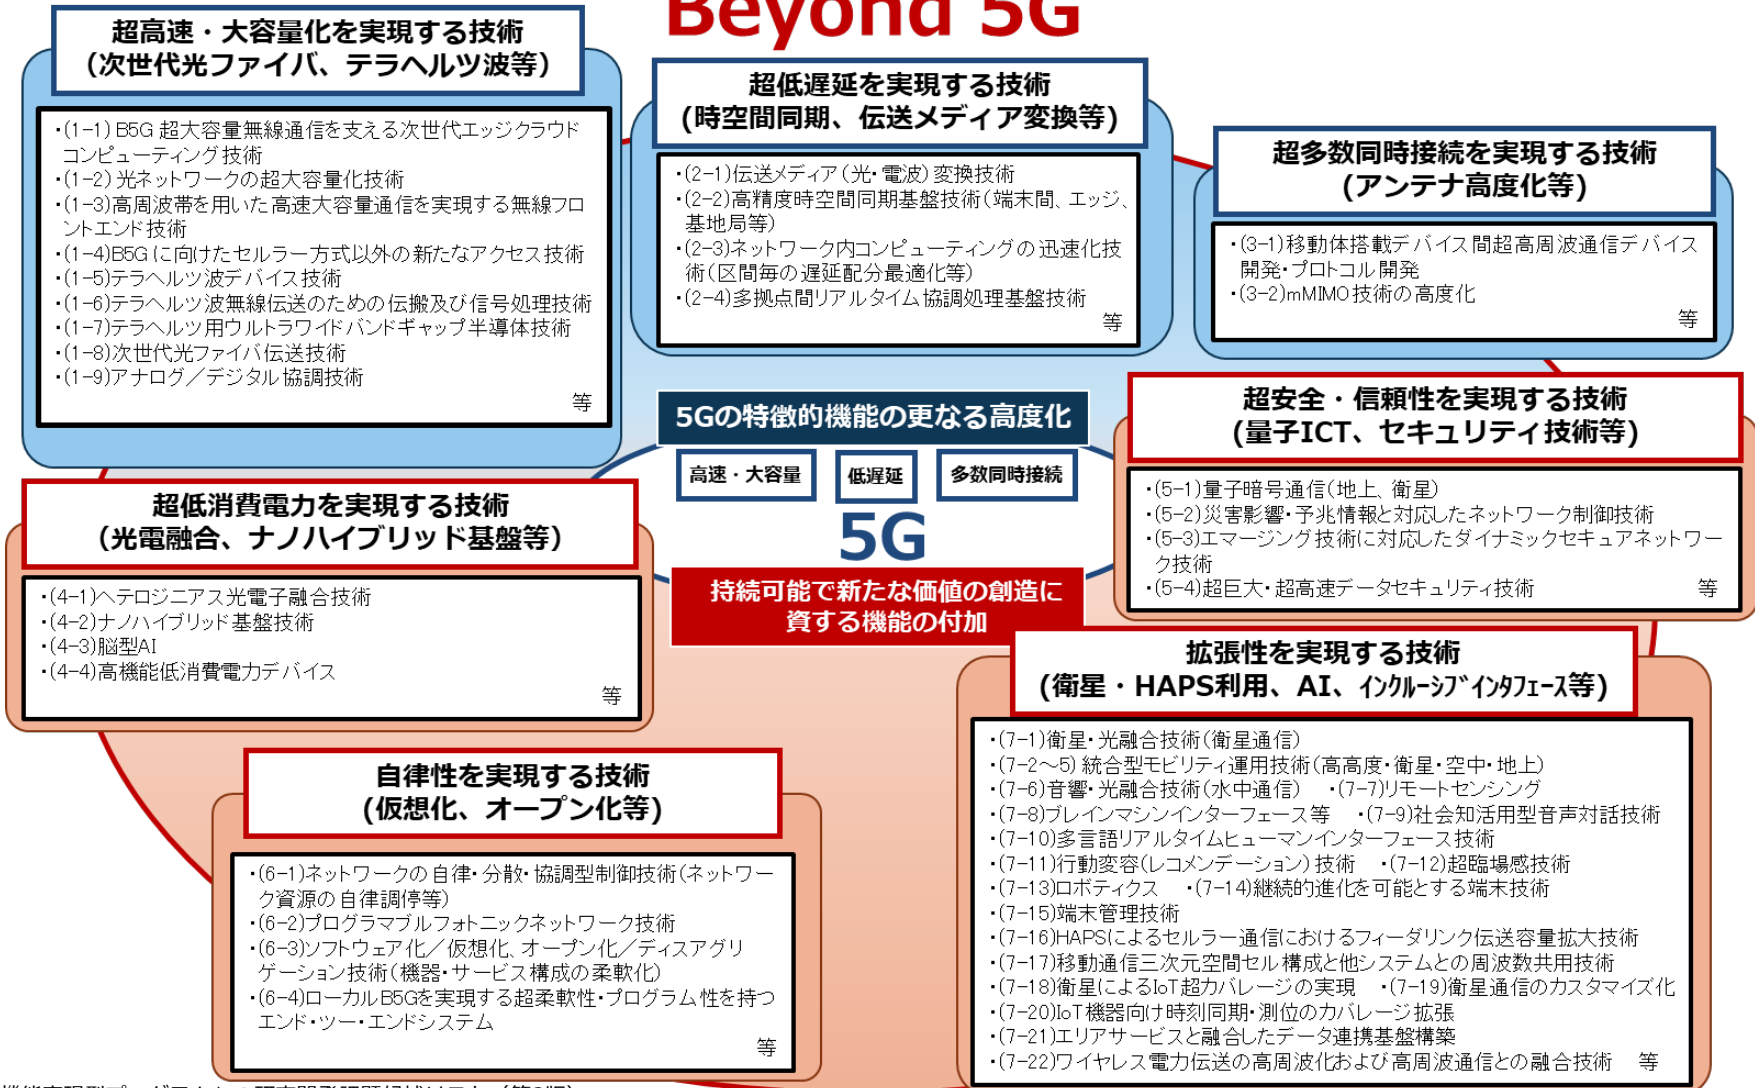 Beyond 5G
超高速・大容量化を実現する技術
(次世代光ファイバ、テラヘルツ波等)
・(1-1) B5G 超大容量無線通信を支える次世代エッジクラウド
コンピューティング技術
・(1-2) 光ネットワークの超大容量化技術
・(1-3)高周波帯を用いた高速大容量通信を実現する無線フロ
ントエンド技術
・(1-4)B5Gに向けたセルラー方式以外の新たなアクセス技術
・(1-5)テラヘルツ波デバイス技術
・(1-6)テラヘルツ波無線伝送のための伝搬及び信号処理技術
・(1-7)テラヘルツ用ウルトラワイドバンドギャップ半導体技術
・(1-8)次世代光ファイバ伝送技術
・(1-9)アナログ／デジタル協調技術
等
超低遅延を実現する技術
(時空間同期、伝送メディア変換等)
・(2-1)伝送メディア(光・電波)変換技術
・(2-2)高精度時空間同期基盤技術(端末間、エッジ、
基地局等)
・(2-3)ネットワーク内コンピューティングの迅速化技
術(区間毎の遅延配分最適化等)
・(2-4)多拠点間リアルタイム協調処理基盤技術
等
超多数同時接続を実現する技術
(アンテナ高度化等)
・(3-1)移動体搭載デバイス間超高周波通信デバイス
開発・プロトコル開発
・(3-2)mMIMO技術の高度化
等
5Gの特徴的機能の更なる高度化
高速・大容量
低遅延
多数同時接続
5G
持続可能で新たな価値の創造に
資する機能の付加
超低消費電力を実現する技術
(光電融合、ナノハイブリッド基盤等)
・(4-1)ヘテロジニアス光電子融合技術
・(4-2)ナノハイブリッド基盤技術
・(4-3)脳型AI
・(4-4)高機能低消費電力デバイス
等
超安全・信頼性を実現する技術
(量子ICT、セキュリティ技術等)
・(5-1)量子暗号通信(地上、衛星)
・(5-2)災害影響・予兆情報と対応したネットワーク制御技術
・(5-3)エマージング技術に対応したダイナミックセキュアネットワー
ク技術
・(5-4)超巨大・超高速データセキュリティ技術 等
自律性を実現する技術
(仮想化、オープン化等)
・(6-1)ネットワークの自律・分散・協調型制御技術(ネットワー
ク資源の自律調停等)
・(6-2)プログラマブルフォトニックネットワーク技術
・(6-3)ソフトウェア化／仮想化、オープン化／ディスアグリ
ゲーション技術(機器・サービス構成の柔軟化)
・(6-4)ローカルB5Gを実現する超柔軟性・プログラム性を持つ
エンド・ツー・エンドシステム
等
拡張性を実現する技術
(衛星・HAPS利用、AI、ｲﾝｸﾙｰｼﾌﾞｲﾝﾀﾌｪｰｽ等)
・(7-1)衛星・光融合技術(衛星通信)
・(7-2～5) 統合型モビリティ運用技術(高高度・衛星・空中・地上)
・(7-6)音響・光融合技術(水中通信) ・(7-7)リモートセンシング
・(7-8)ブレインマシンインターフェース等 ・(7-9)社会知活用型音声対話技術
・(7-10)多言語リアルタイムヒューマンインターフェース技術
・(7-11)行動変容(レコメンデーション)技術 ・(7-12)超臨場感技術
・(7-13)ロボティクス ・(7-14)継続的進化を可能とする端末技術
・(7-15)端末管理技術
・(7-16)HAPSによるセルラー通信におけるフィーダリンク伝送容量拡大技術
・(7-17)移動通信三次元空間セル構成と他システムとの周波数共用技術
・(7-18)衛星によるIoT超カバレージの実現 ・(7-19)衛星通信のカスタマイズ化
・(7-20)IoT機器向け時刻同期・測位のカバレージ拡張
・(7-21)エリアサービスと融合したデータ連携基盤構築
・(7-22)ワイヤレス電力伝送の高周波化および高周波通信との融合技術 等